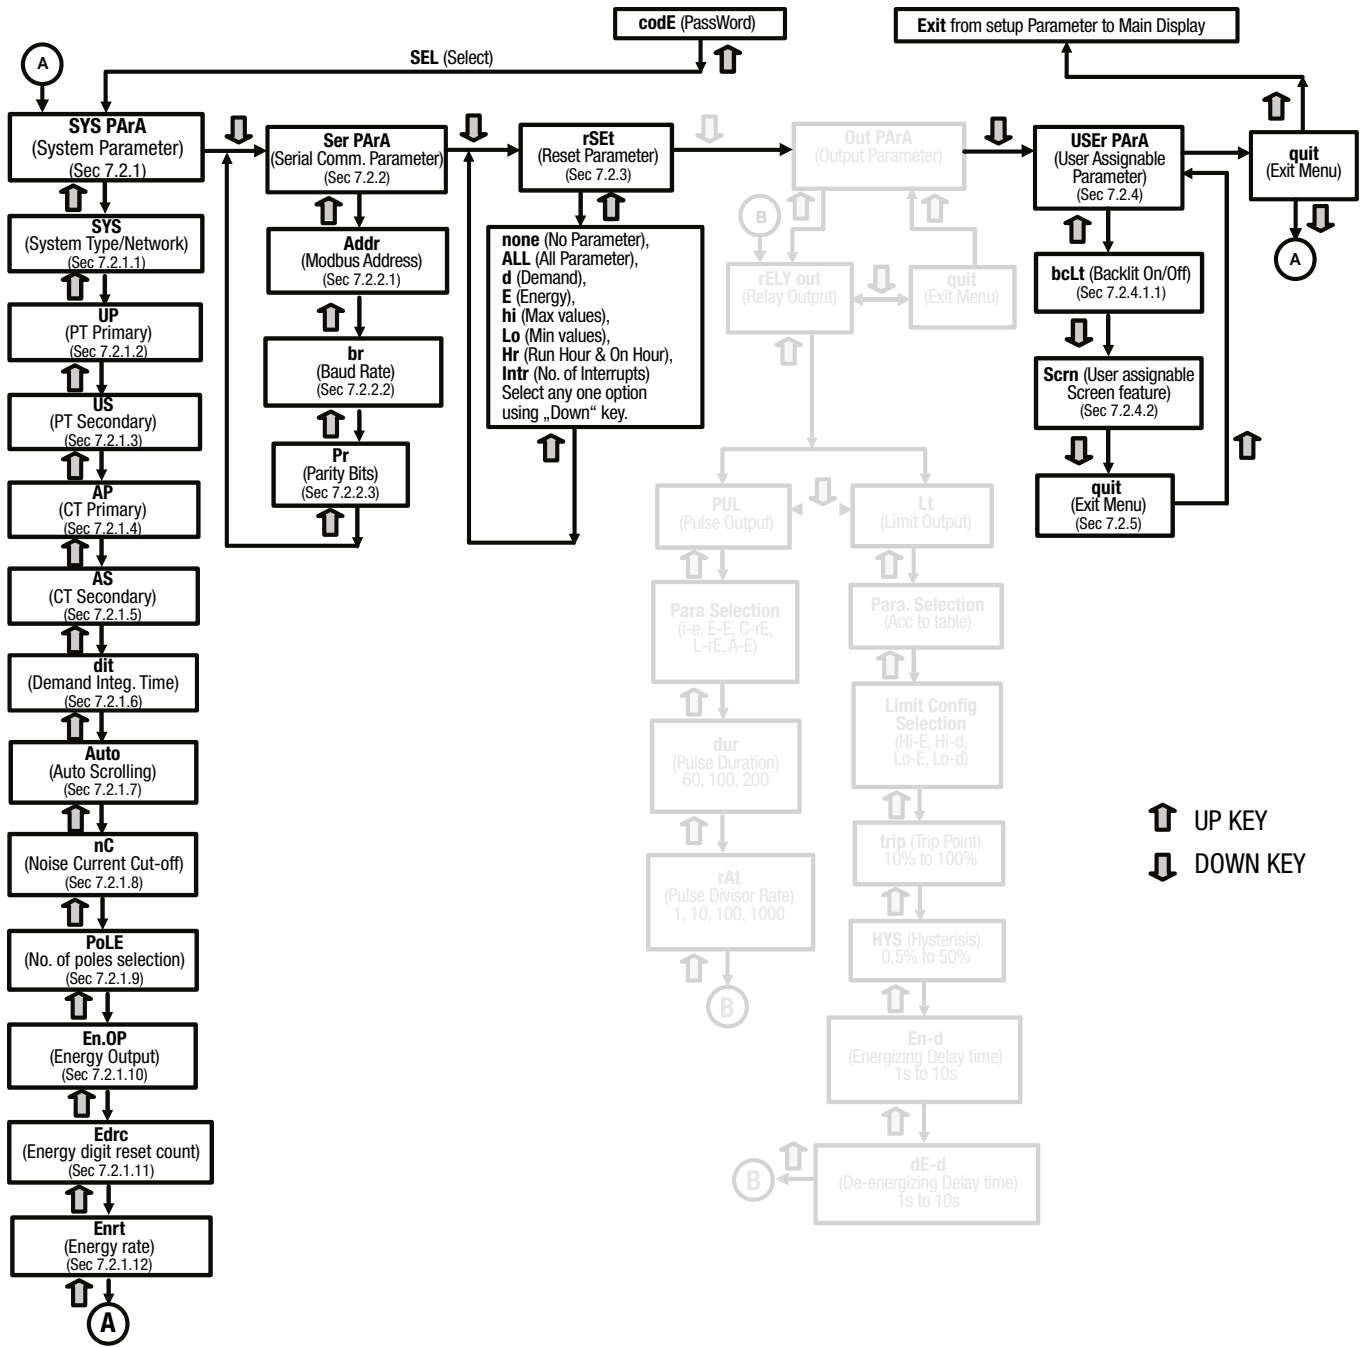 codE (PassWord)
Exit from setup Parameter to Main Display
A
SEL (Select)
SYS PArA
(System Parameter)
(Sec 7.2.1)
SYS
(System Type/Network)
(Sec 7.2.1.1)
UP
(PT Primary)
(Sec 7.2.1.2)
US
(PT Secondary)
(Sec 7.2.1.3)
AP
(CT Primary)
(Sec 7.2.1.4)
AS
(CT Secondary)
(Sec 7.2.1.5)
dit
(Demand Integ. Time)
(Sec 7.2.1.6)
Auto
(Auto Scrolling)
(Sec 7.2.1.7)
nC
(Noise Current Cut-off)
(Sec 7.2.1.8)
PoLE
(No. of poles selection)
(Sec 7.2.1.9)
En.OP
(Energy Output)
(Sec 7.2.1.10)
Edrc
(Energy digit reset count)
(Sec 7.2.1.11)
Enrt
(Energy rate)
(Sec 7.2.1.12)
A
Ser PArA
(Serial Comm. Parameter)
(Sec 7.2.2)
Addr
(Modbus Address)
(Sec 7.2.2.1)
br
(Baud Rate)
(Sec 7.2.2.2)
Pr
(Parity Bits)
(Sec 7.2.2.3)
rSEt
(Reset Parameter)
(Sec 7.2.3)
none (No Parameter),
ALL (All Parameter),
d (Demand),
E (Energy),
hi (Max values),
Lo (Min values),
Hr (Run Hour & On Hour),
Intr (No. of Interrupts)
Select any one option
using „Down“ key.
Out PArA
(Output Parameter)
B
rELY out
(Relay Output)
quit
(Exit Menu)
PUL
(Pulse Output)
Para Selection
(i-e, E-E, C-rE,
L-rE, A-E)
dur
(Pulse Duration)
60, 100, 200
rAt
(Pulse Divisor Rate)
1, 10, 100, 1000
B
Lt
(Limit Output)
Para. Selection
(Acc to table)
Limit Config
Selection
(Hi-E, Hi-d,
Lo-E, Lo-d)
trip (Trip Point)
10% to 100%
HYS (Hysterisis)
0.5% to 50%
En-d
(Energizing Delay time)
1s to 10s
dE-d
(De-energizing Delay time)
1s to 10s
B
USEr PArA
(User Assignable
Parameter)
(Sec 7.2.4)
bcLt (Backlit On/Off)
(Sec 7.2.4.1.1)
Scrn (User assignable
Screen feature)
(Sec 7.2.4.2)
quit
(Exit Menu)
(Sec 7.2.5)
quit
(Exit Menu)
A
UP KEY
DOWN KEY